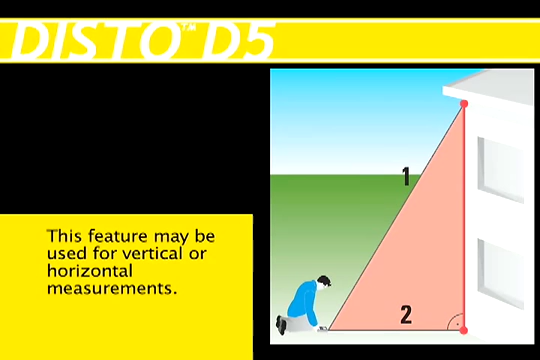 DISTO™ D5
1
This feature may be
used for vertical or
horizontal
measurements.
2